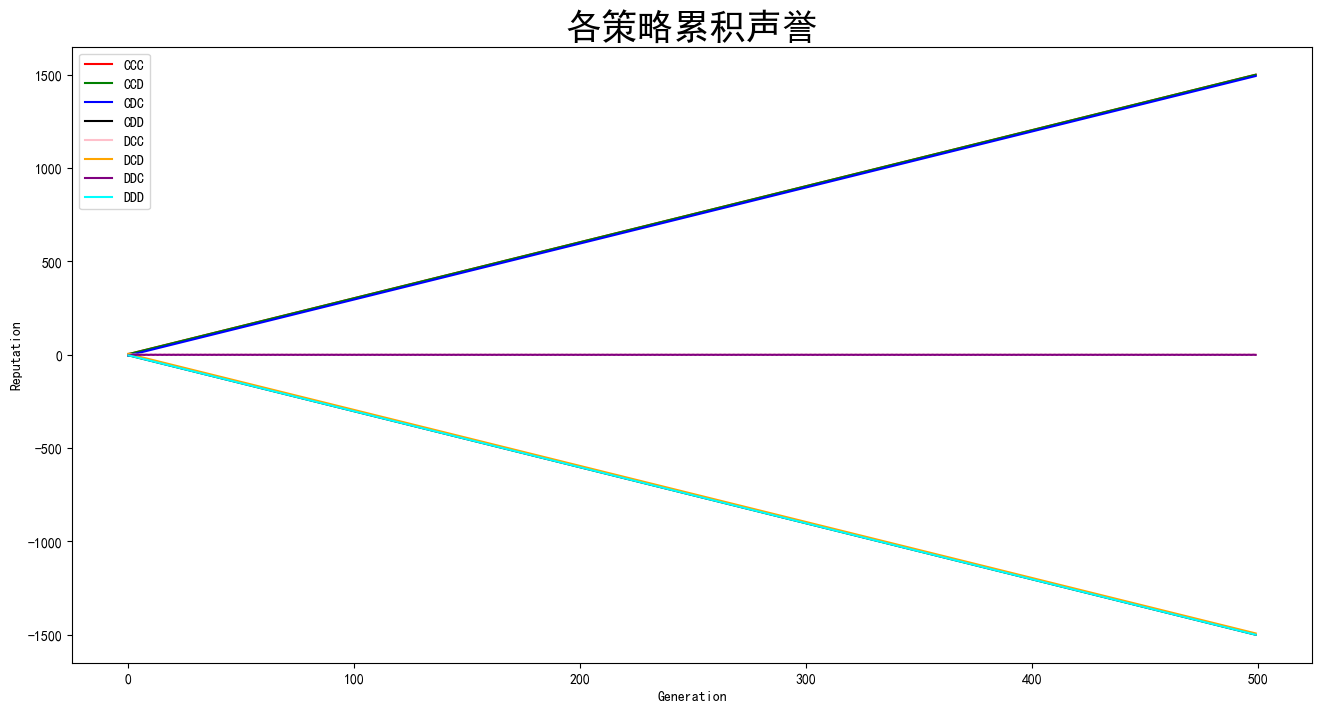 各策略累积声誉
CCC
CCD
CDC
CDD
DCC
DCD
DDC
DDD
1500
1000
500
0
−500
−1000
−1500
Reputation
0 100 200 300 400 500
Generation